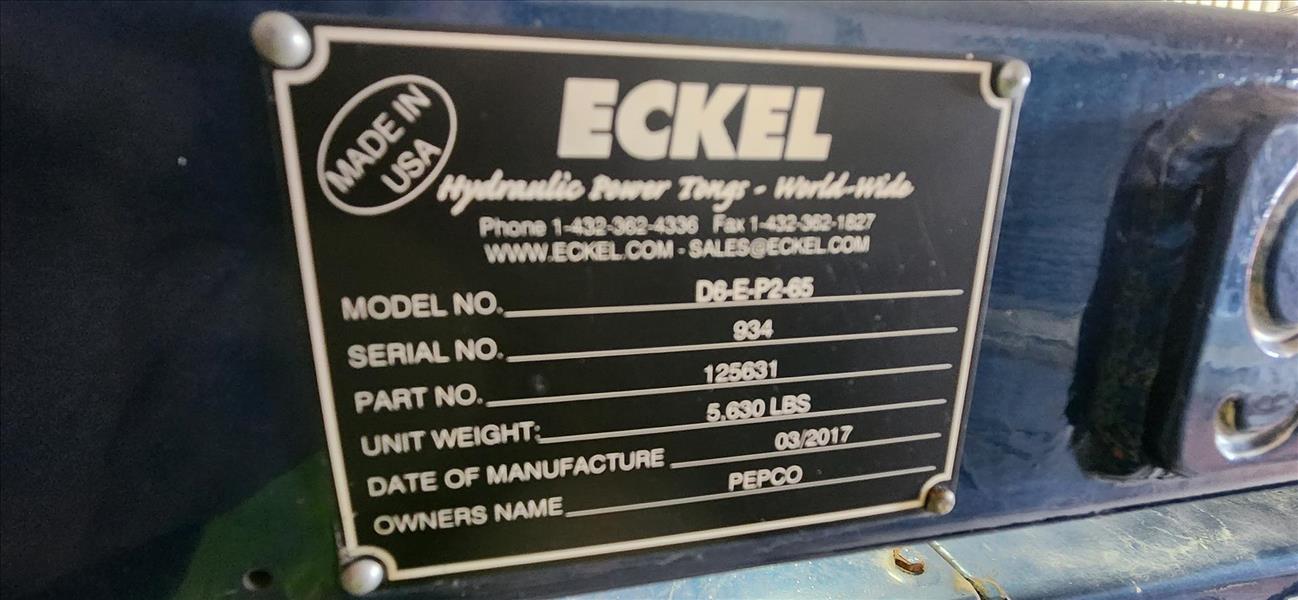 MADE IN
USA
ECKEL
Hydraulic Power Tongs - World-Wide
Phone 1-432-362-4336 Fax 1-432-362-1827
WWW.ECKEL.COM - SALES@ECKEL.COM
MODEL NO. D6-E-P2-65
SERIAL NO. 934
PART NO. 125631
UNIT WEIGHT: 5,630 LBS
DATE OF MANUFACTURE 03/2017
OWNERS NAME PEPCO